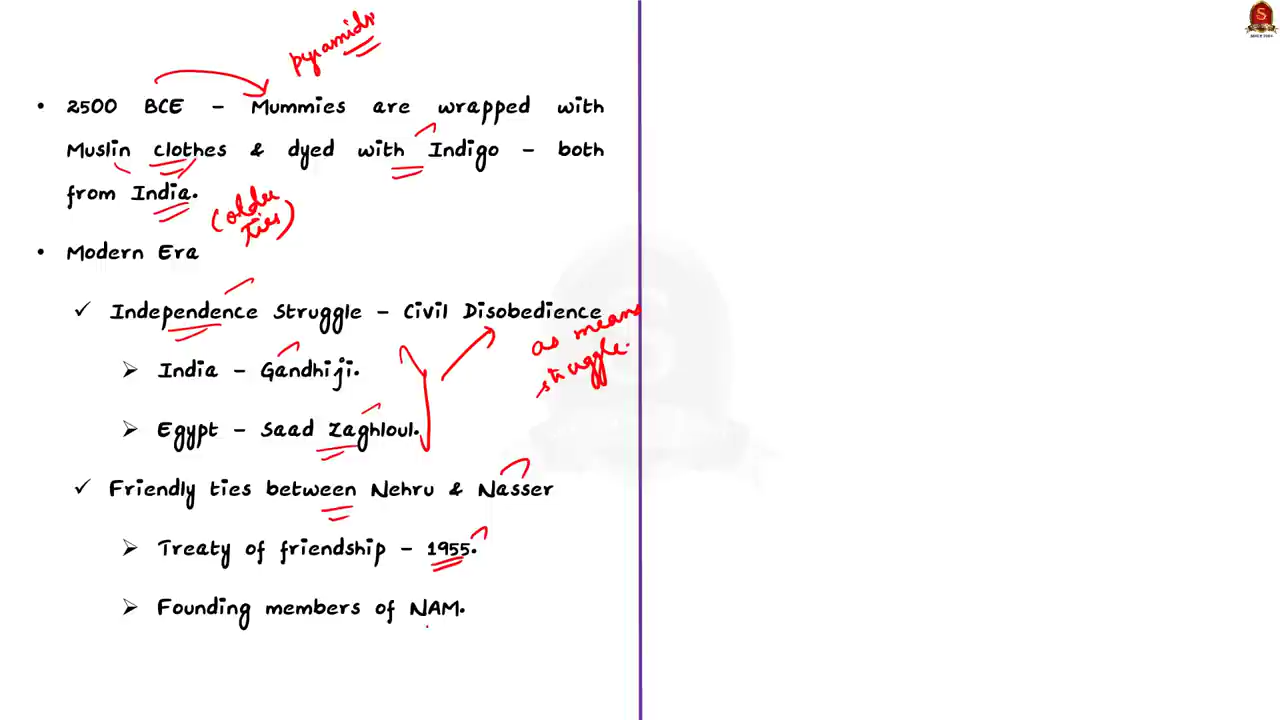 pyramids
• 2500 BCE - Mummies are wrapped with
Muslin clothes & dyed with Indigo - both
from India.
(older
ties)
• Modern Era
✓ Independence Struggle - Civil Disobedience
as means
struggle.
➢ India - Gandhiji.
➢ Egypt - Saad Zaghloul.
✓ Friendly ties between Nehru & Nasser
➢ Treaty of friendship - 1955.
➢ Founding members of NAM.
S